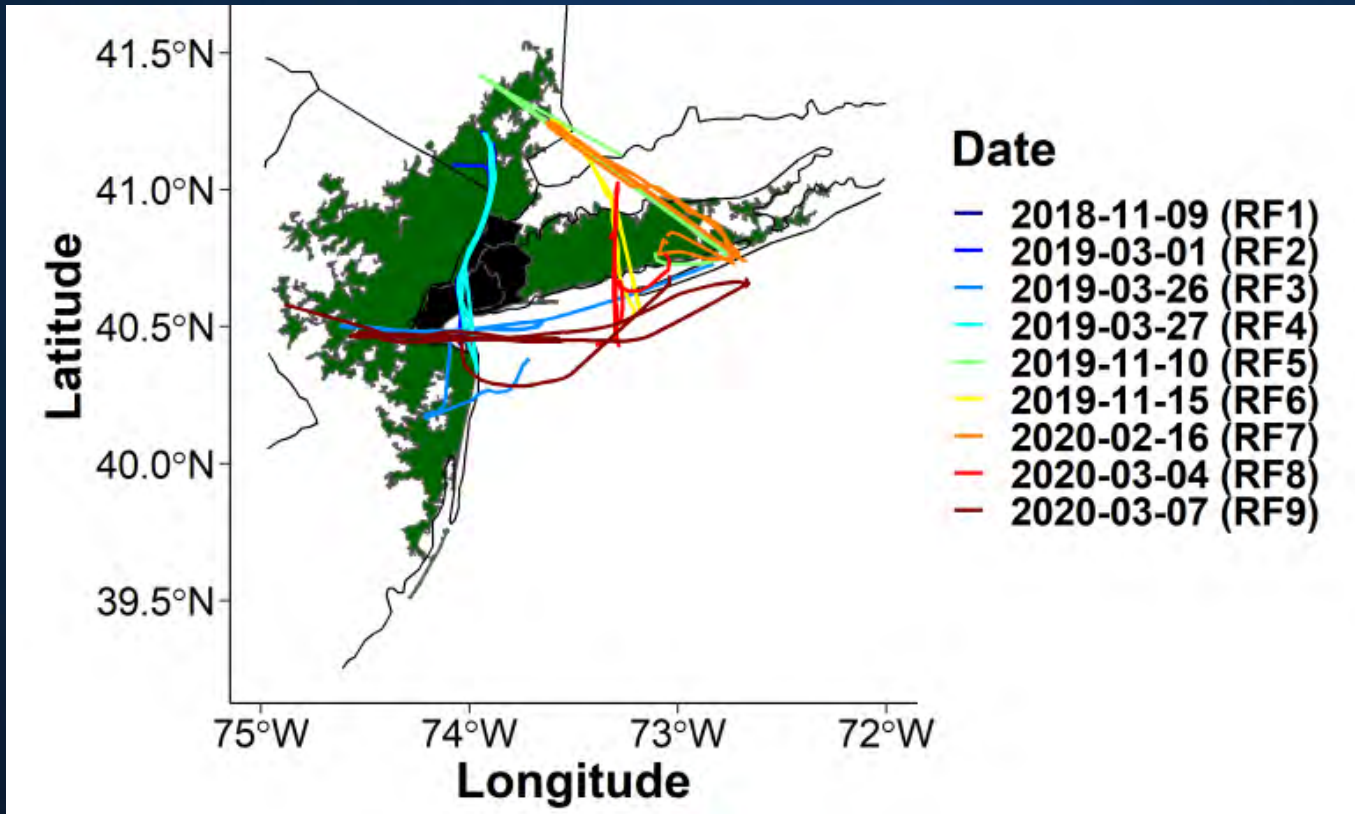 41.5°N
41.0°N
40.5°N
40.0°N
39.5°N
Latitude
75°W 74°W 73°W 72°W
Longitude
Date
2018-11-09 (RF1)
2019-03-01 (RF2)
2019-03-26 (RF3)
2019-03-27 (RF4)
2019-11-10 (RF5)
2019-11-15 (RF6)
2020-02-16 (RF7)
2020-03-04 (RF8)
2020-03-07 (RF9)